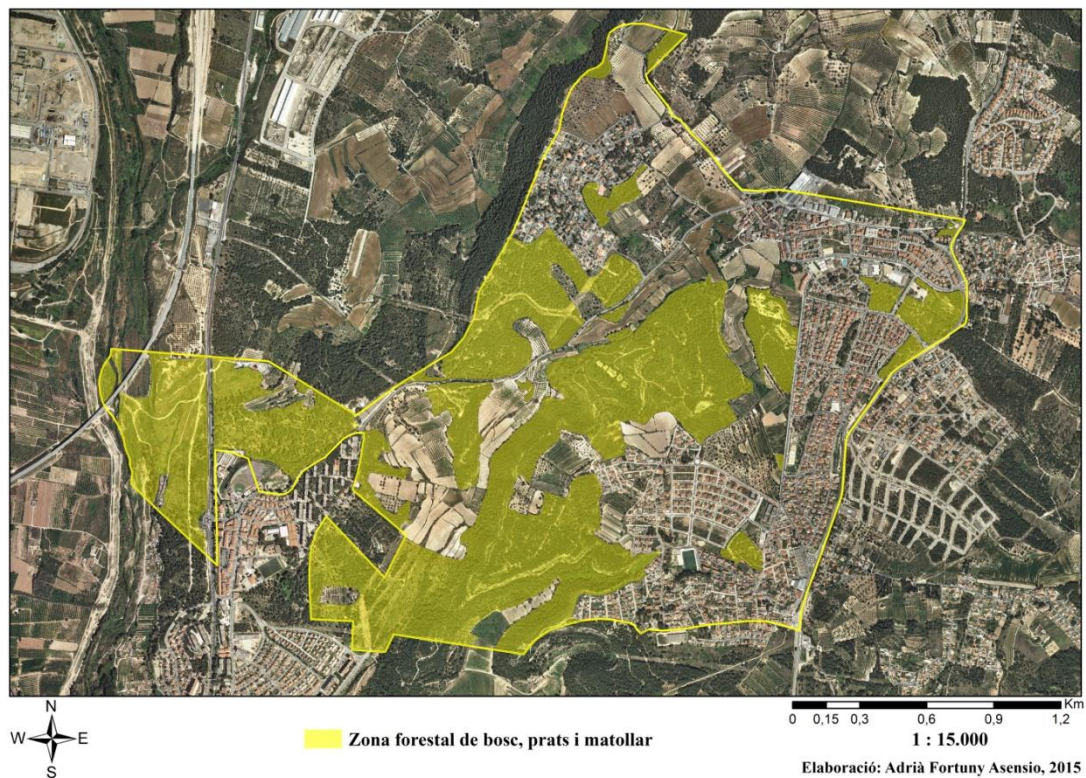 N
W E
S
Zona forestal de bosc, prats i matollar
Km
0 0,15 0,3 0,6 0,9 1,2
1 : 15.000
Elaboració: Adrià Fortuny Asensio, 2015